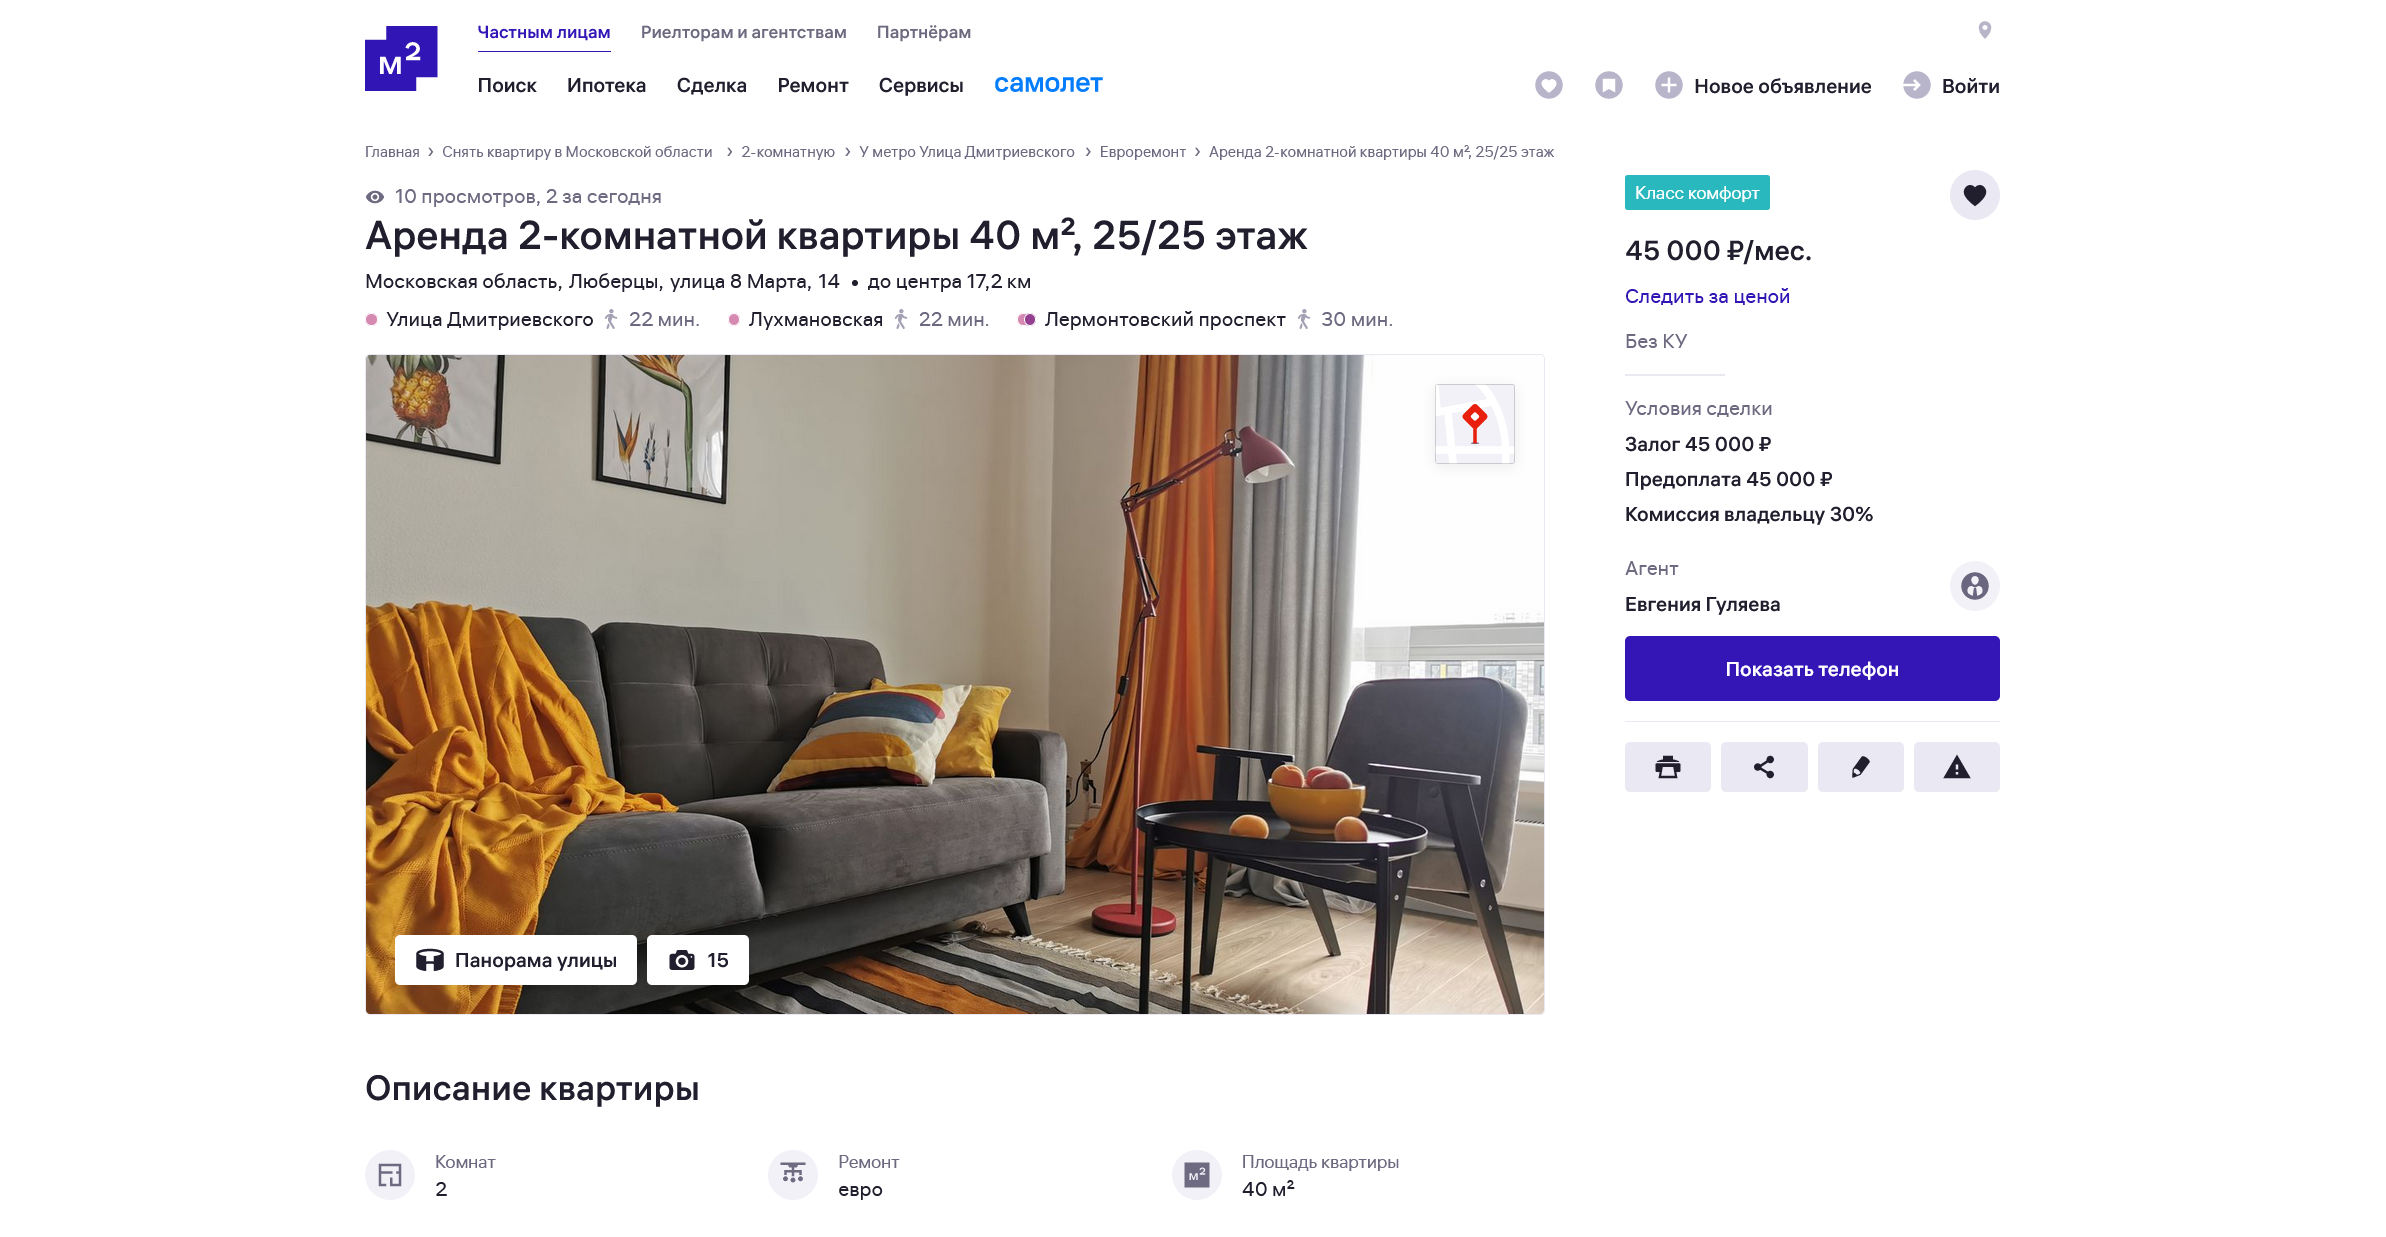 м²
Частным лицам
Риелторам и агентствам
Партнёрам
Поиск
Ипотека
Сделка
Ремонт
Сервисы
самолет
Новое объявление
Войти
Главная › Снять квартиру в Московской области › 2-комнатную › У метро Улица Дмитриевского › Евроремонт › Аренда 2-комнатной квартиры 40 м², 25/25 этаж
10 просмотров, 2 за сегодня
Аренда 2-комнатной квартиры 40 м², 25/25 этаж
Московская область, Люберцы, улица 8 Марта, 14 • до центра 17,2 км
Улица Дмитриевского 22 мин. Лухмановская 22 мин. Лермонтовский проспект 30 мин.
Панорама улицы
15
Класс комфорт
45 000 ₽/мес.
Следить за ценой
Без КУ
Условия сделки
Залог 45 000 ₽
Предоплата 45 000 ₽
Комиссия владельцу 30%
Агент
Евгения Гуляева
Показать телефон
Описание квартиры
Комнат
2
Ремонт
евро
м²
Площадь квартиры
40 м²